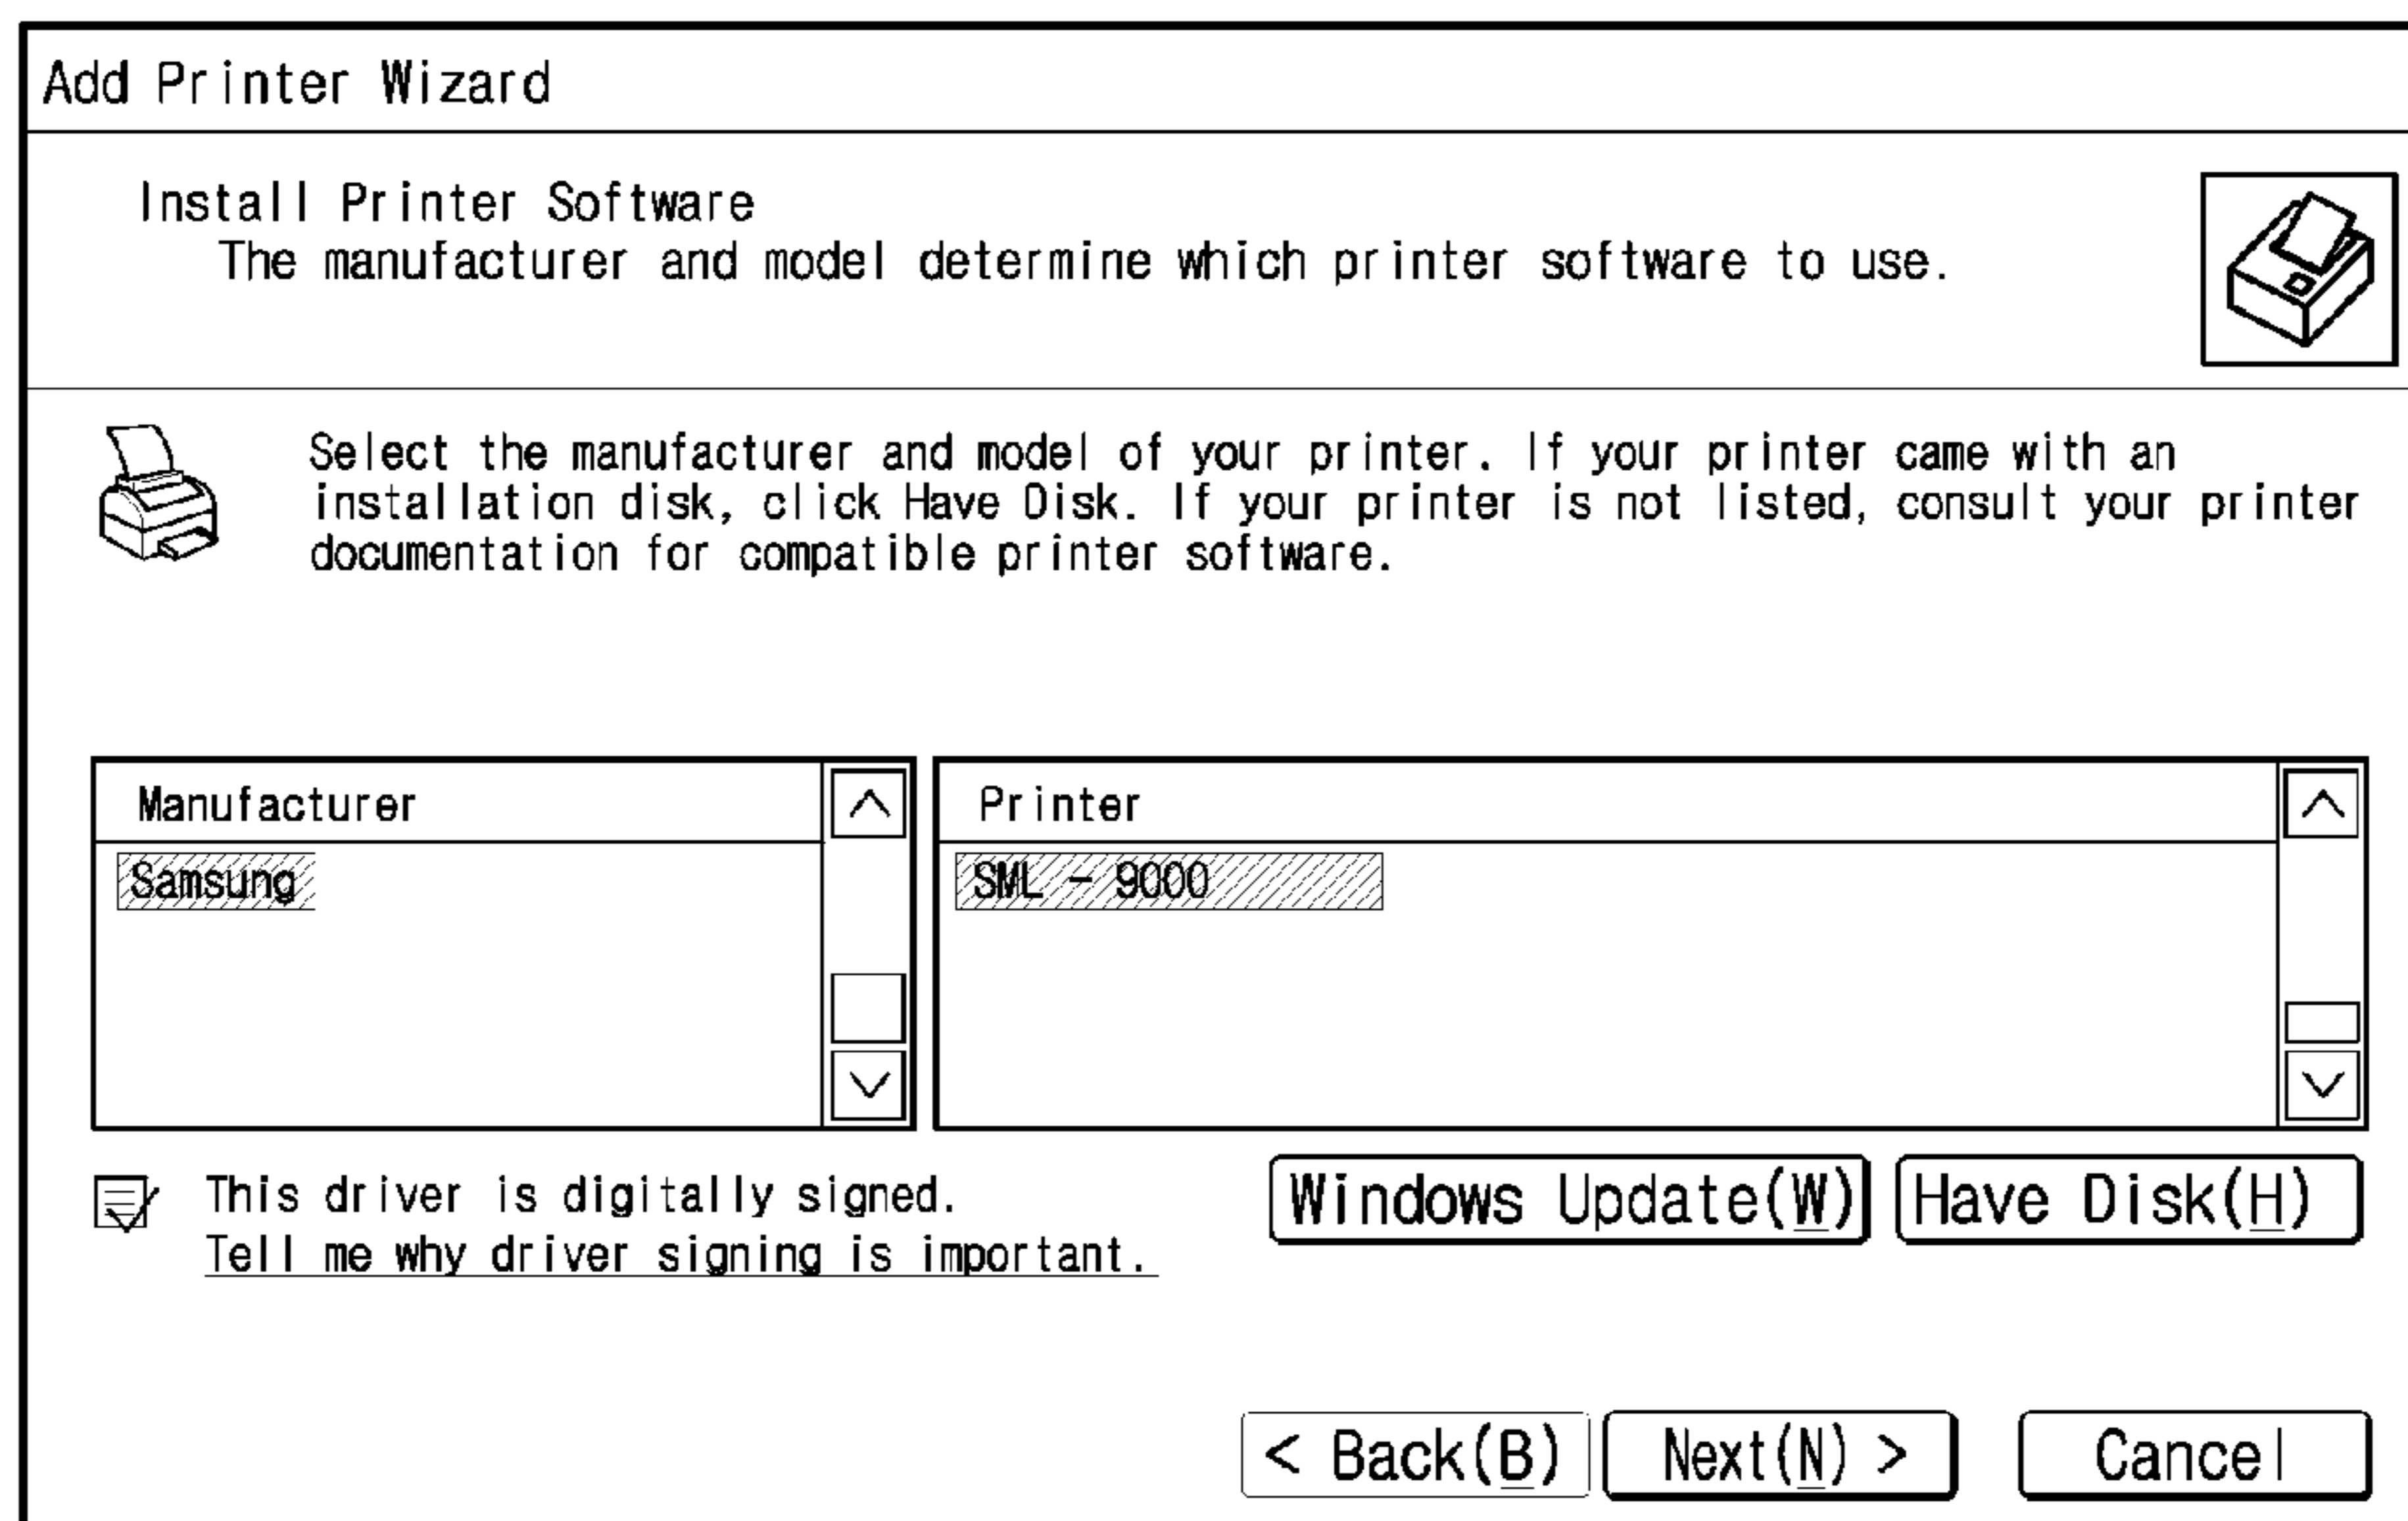 Add Printer Wizard
Install Printer Software
The manufacturer and model determine which printer software to use.
Select the manufacturer and model of your printer. If your printer came with an
installation disk, click Have Disk. If your printer is not listed, consult your printer
documentation for compatible printer software.
Manufacturer
Printer
Samsung
SML - 9000
This driver is digitally signed.
Tell me why driver signing is important.
Windows Update(W)
Have Disk(H)
< Back(B)
Next(N) >
Cancel